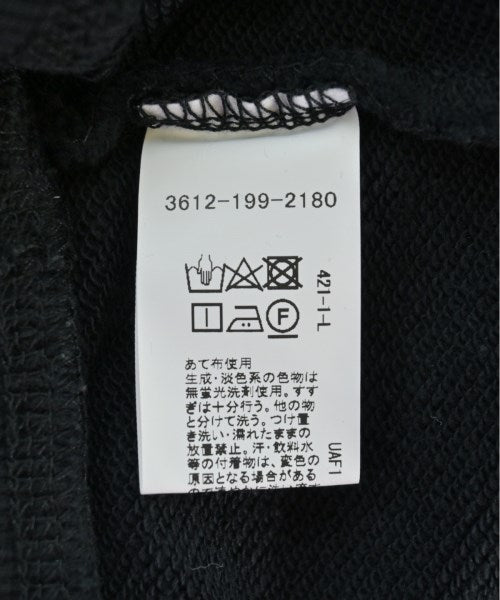 3612-199-2180
F
421-I-L
あて布使用
生成・淡色系の色物は
無蛍光洗剤使用。すす
ぎは十分行う。他の物
と分けて洗う。つけ置
き洗い・濡れたままの
放置禁止。汗・飲料水
等の付着物は、変色の
原因となる場合がある
UAF1